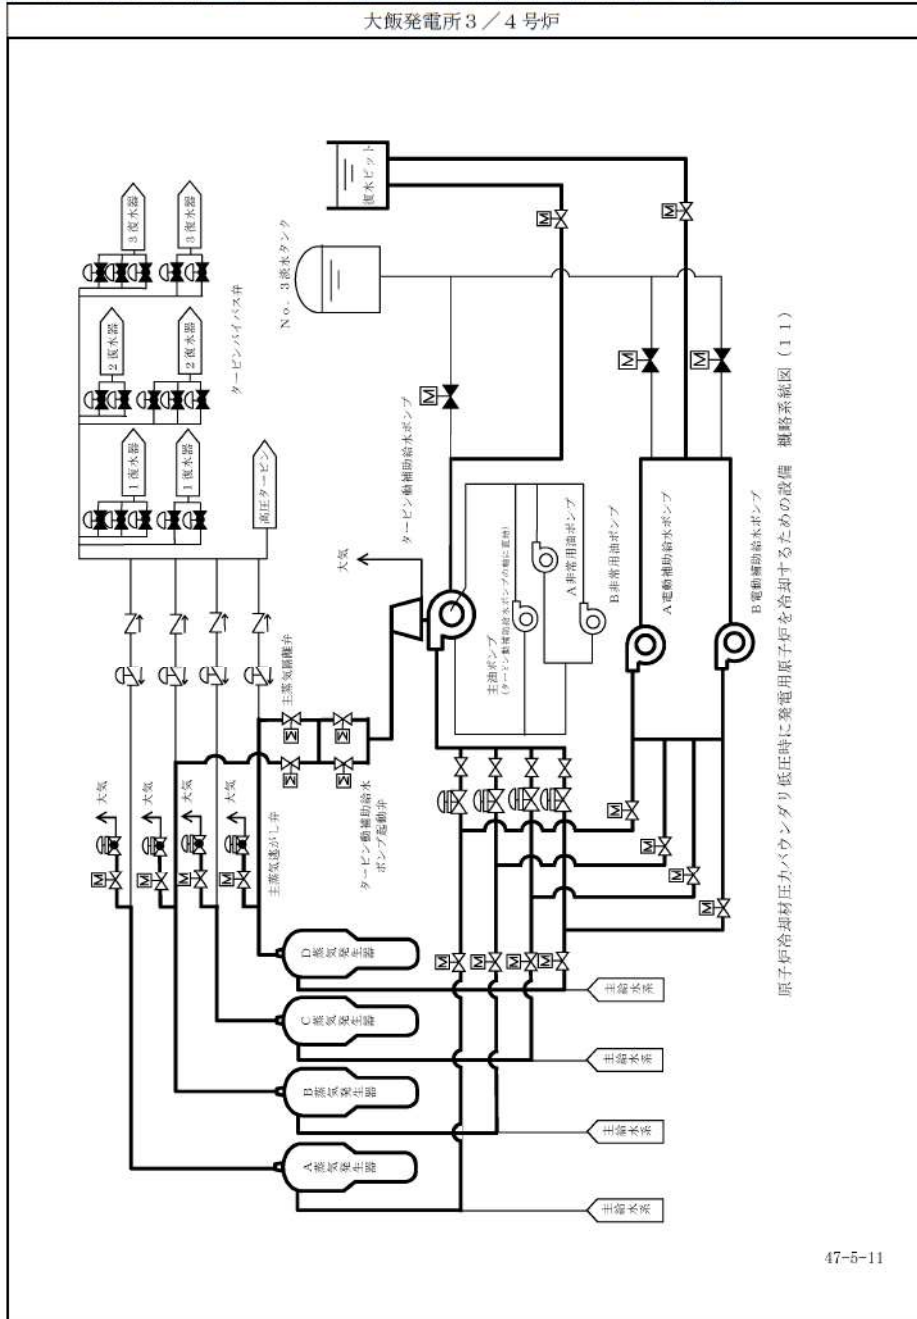 大飯発電所3/4号炉
3復水器
3復水器
2復水器
2復水器
1復水器
1復水器
タービンバイパス弁
高圧タービン
No. 3淡水タンク
復水ピット
M
M
M
M
M
タービン動補助給水ポンプ
大気
主油ポンプ
(タービン動補助給水ポンプの軸に直結)
A非常用油ポンプ
B非常用油ポンプ
A電動補助給水ポンプ
B電動補助給水ポンプ
主蒸気隔離弁
M
M
M
M
タービン動補助給水
ポンプ起動弁
大気
大気
大気
大気
主蒸気逃がし弁
M
M
M
M
M
M
M
M
M
M
M
M
A蒸気発生器
B蒸気発生器
C蒸気発生器
D蒸気発生器
主給水系
主給水系
主給水系
主給水系
原子炉冷却材圧力バウンダリ低圧時に発電用原子炉を冷却するための設備 概略系統図(11)
47-5-11